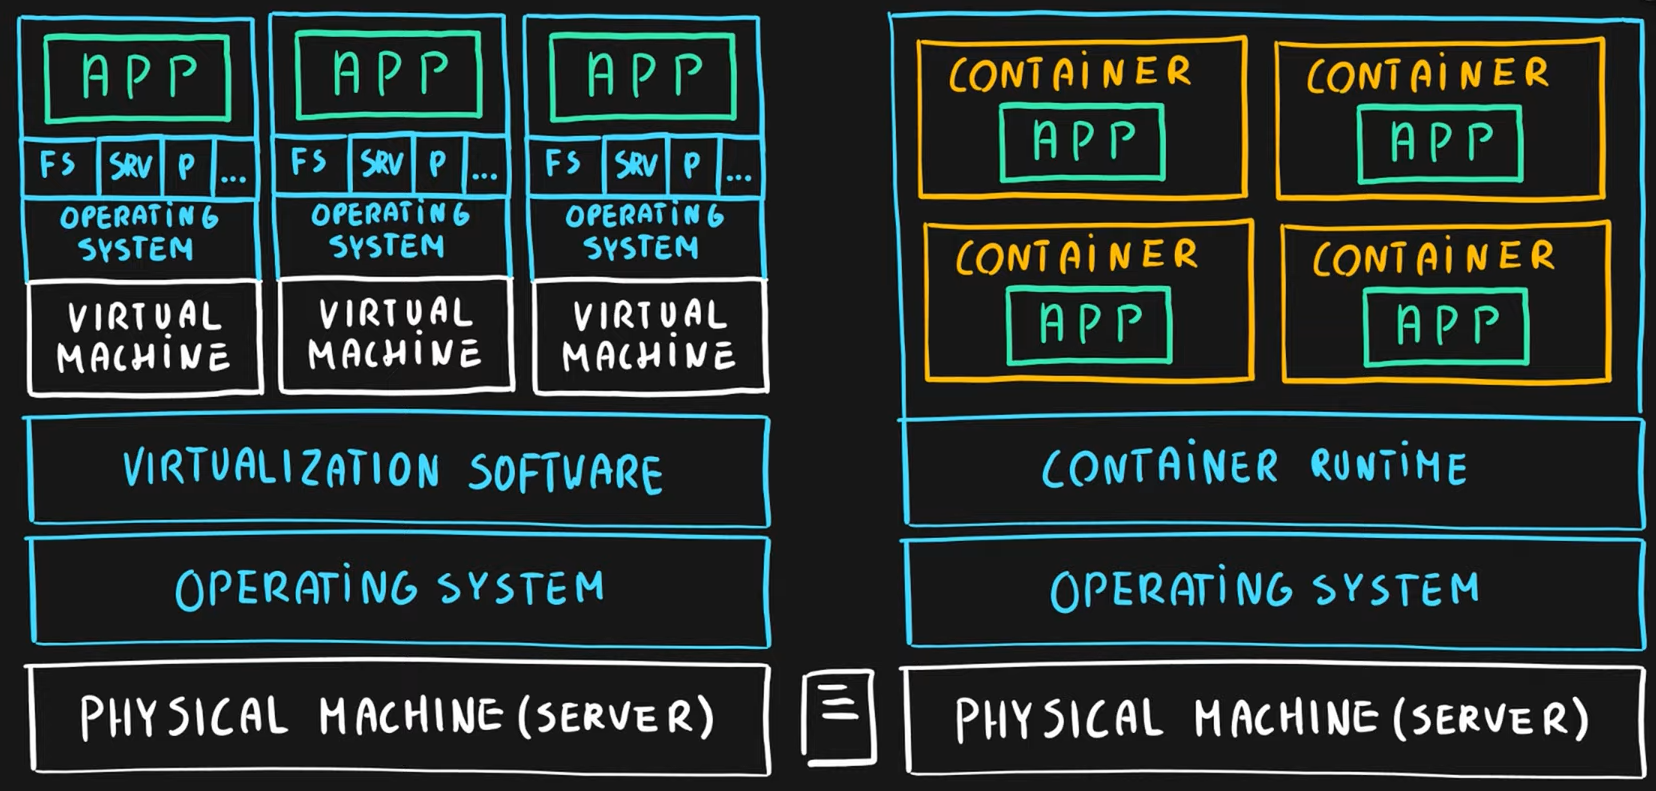 APP
FS SRV P ...
OPERATING
SYSTEM
VIRTUAL
MACHINE
APP
FS SRV P ...
OPERATING
SYSTEM
VIRTUAL
MACHINE
APP
FS SRV P ...
OPERATING
SYSTEM
VIRTUAL
MACHINE
VIRTUALIZATION SOFTWARE
OPERATING SYSTEM
PHYSICAL MACHINE (SERVER)
CONTAINER
APP
CONTAINER
APP
CONTAINER
APP
CONTAINER
APP
CONTAINER RUNTIME
OPERATING SYSTEM
PHYSICAL MACHINE (SERVER)